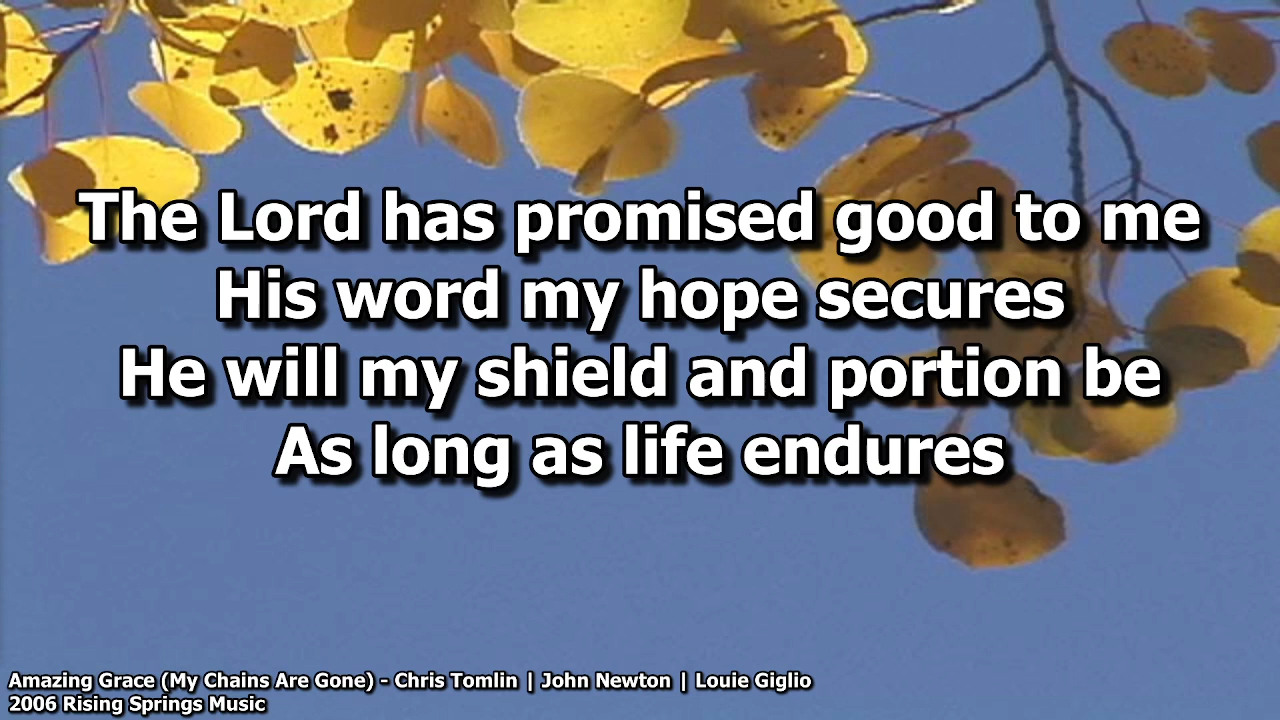 The Lord has promised good to me
His word my hope secures
He will my shield and portion be
As long as life endures
Amazing Grace (My Chains Are Gone) - Chris Tomlin | John Newton | Louie Giglio
2006 Rising Springs Music